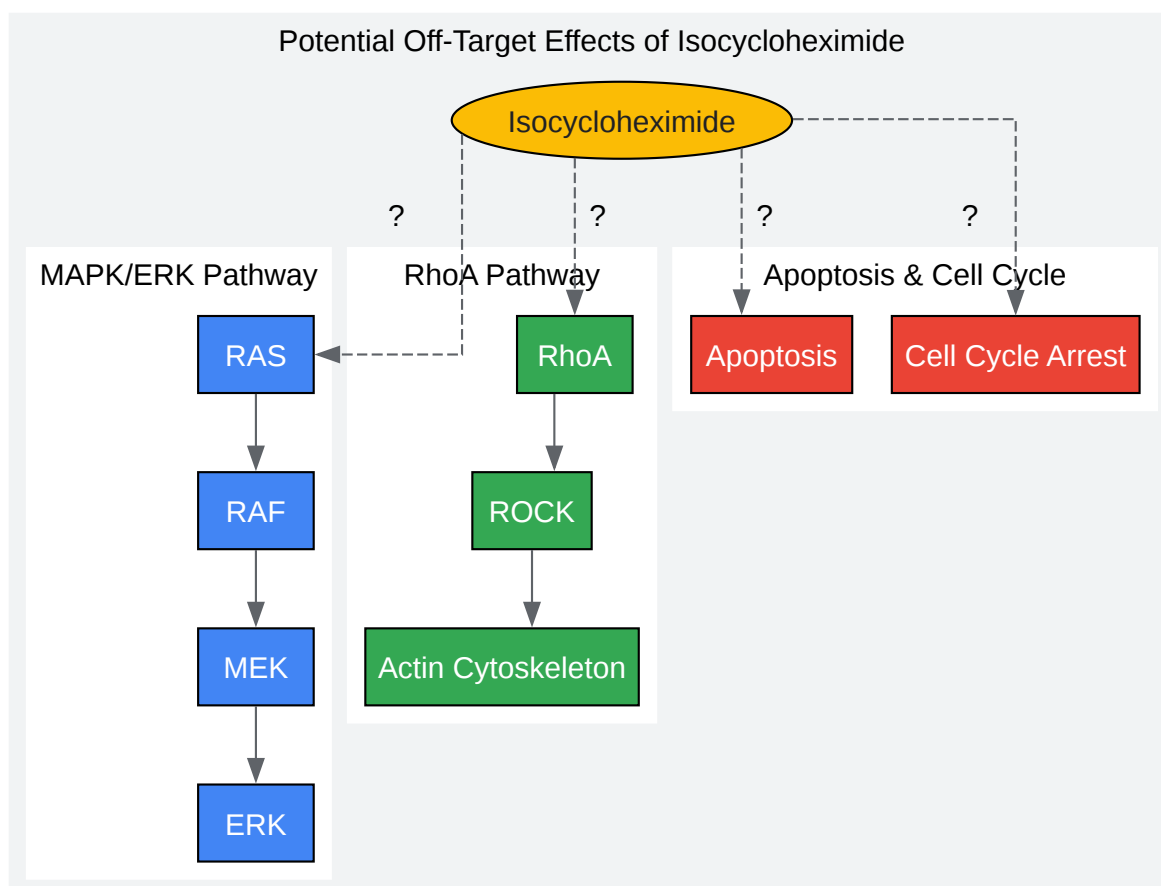 Potential Off-Target Effects of Isocycloheximide
Isocycloheximide
?
?
?
?
MAPK/ERK Pathway
RAS
RAF
MEK
ERK
RhoA Pathway
RhoA
ROCK
Actin Cytoskeleton
Apoptosis & Cell Cycle
Apoptosis
Cell Cycle Arrest